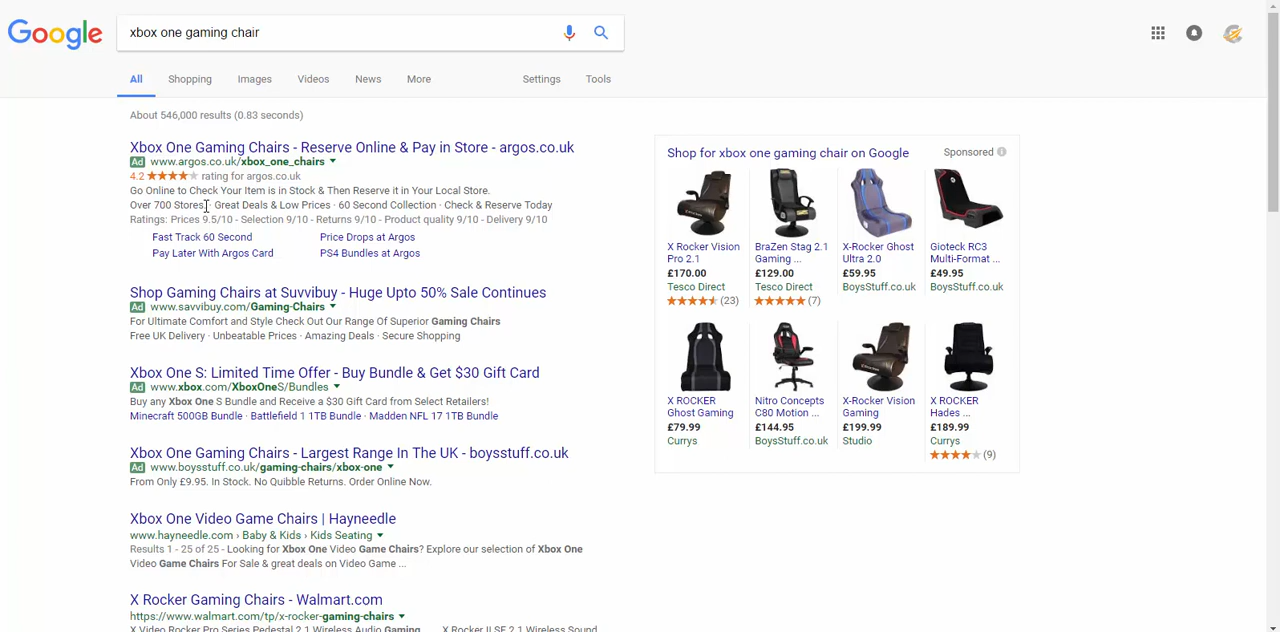 Google
xbox one gaming chair
All Shopping Images Videos News More Settings Tools
About 546,000 results (0.83 seconds)
Xbox One Gaming Chairs - Reserve Online & Pay in Store - argos.co.uk
Ad www.argos.co.uk/xbox_one_chairs
4.2 rating for argos.co.uk
Go Online to Check Your Item is in Stock & Then Reserve it in Your Local Store.
Over 700 Stores · Great Deals & Low Prices · 60 Second Collection · Check & Reserve Today
Ratings: Prices 9.5/10 - Selection 9/10 - Returns 9/10 - Product quality 9/10 - Delivery 9/10
Fast Track 60 Second Price Drops at Argos
Pay Later With Argos Card PS4 Bundles at Argos
Shop Gaming Chairs at Suvvibuy - Huge Upto 50% Sale Continues
Ad www.savvibuy.com/Gaming-Chairs
For Ultimate Comfort and Style Check Out Our Range Of Superior Gaming Chairs
Free UK Delivery · Unbeatable Prices · Amazing Deals · Secure Shopping
Xbox One S: Limited Time Offer - Buy Bundle & Get $30 Gift Card
Ad www.xbox.com/XboxOneS/Bundles
Buy any Xbox One S Bundle and Receive a $30 Gift Card from Select Retailers!
Minecraft 500GB Bundle · Battlefield 1 1TB Bundle · Madden NFL 17 1TB Bundle
Xbox One Gaming Chairs - Largest Range In The UK - boysstuff.co.uk
Ad www.boysstuff.co.uk/gaming-chairs/xbox-one
From Only £9.95. In Stock. No Quibble Returns. Order Online Now.
Xbox One Video Game Chairs | Hayneedle
www.hayneedle.com › Baby & Kids › Kids Seating
Results 1 - 25 of 25 - Looking for Xbox One Video Game Chairs? Explore our selection of Xbox One
Video Game Chairs For Sale & great deals on Video Game ...
X Rocker Gaming Chairs - Walmart.com
https://www.walmart.com/tp/x-rocker-gaming-chairs
X Video Rocker Pro Series Pedestal 2.1 Wireless Audio Gaming ... X Rocker II SE 2.1 Wireless Sound
Shop for xbox one gaming chair on Google Sponsored
X Rocker Vision BraZen Stag 2.1 X-Rocker Ghost Gioteck RC3
Pro 2.1 Gaming ... Ultra 2.0 Multi-Format ...
£170.00 £129.00 £59.95 £49.95
Tesco Direct Tesco Direct BoysStuff.co.uk BoysStuff.co.uk
(23) (7)
X ROCKER Nitro Concepts X-Rocker Vision X ROCKER
Ghost Gaming C80 Motion ... Gaming Hades ...
£79.99 £144.95 £199.99 £189.99
Currys BoysStuff.co.uk Studio Currys
(9)